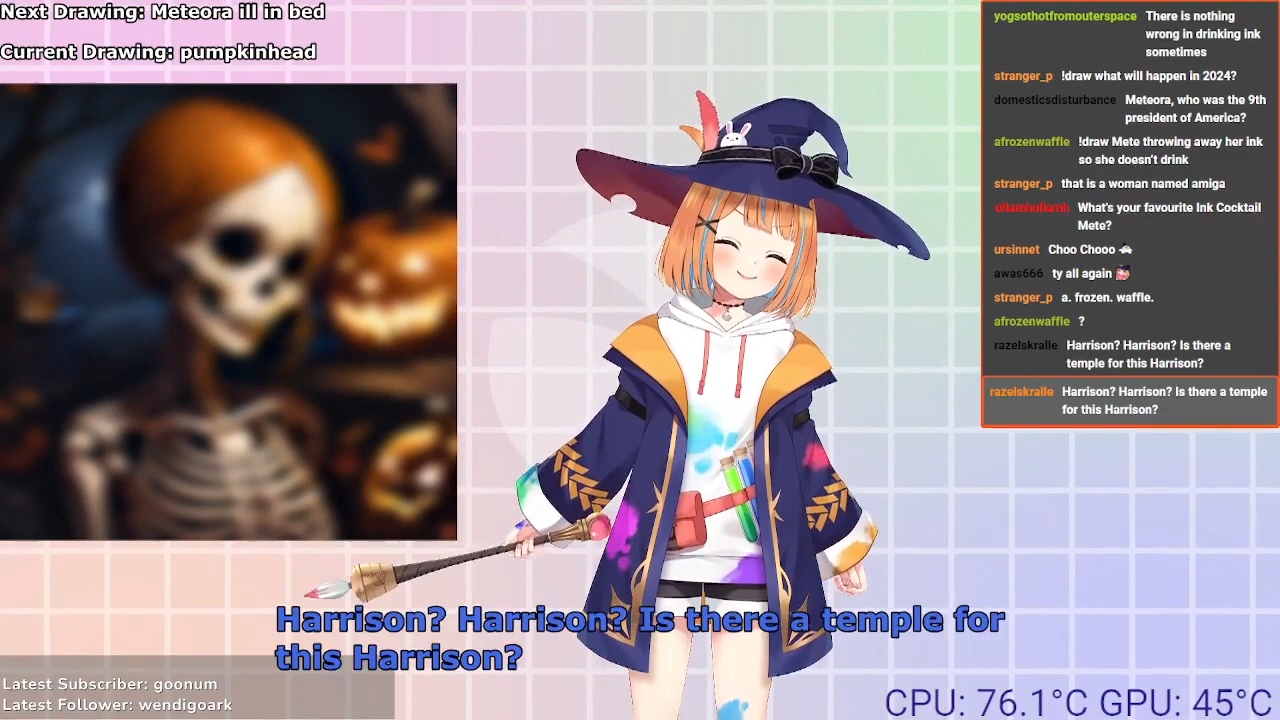 Next Drawing: Meteora ill in bed
Current Drawing: pumpkinhead
yogsothotfromouterspace There is nothing
wrong in drinking ink
sometimes
stranger_p !draw what will happen in 2024?
domesticsdisturbance Meteora, who was the 9th
president of America?
afrozenwaffle !draw Mete throwing away her ink
so she doesn't drink
stranger_p that is a woman named amiga
What's your favourite Ink Cocktail
Mete?
ursinnet Choo Chooo
awas666 ty all again
stranger_p a. frozen. waffle.
afrozenwaffle ?
razelskralle Harrison? Harrison? Is there a
temple for this Harrison?
razelskralle Harrison? Harrison? Is there a temple
for this Harrison?
Harrison? Harrison? Is there a temple for
this Harrison?
Latest Subscriber: goonum
Latest Follower: wendigoark
CPU: 76.1°C GPU: 45°C